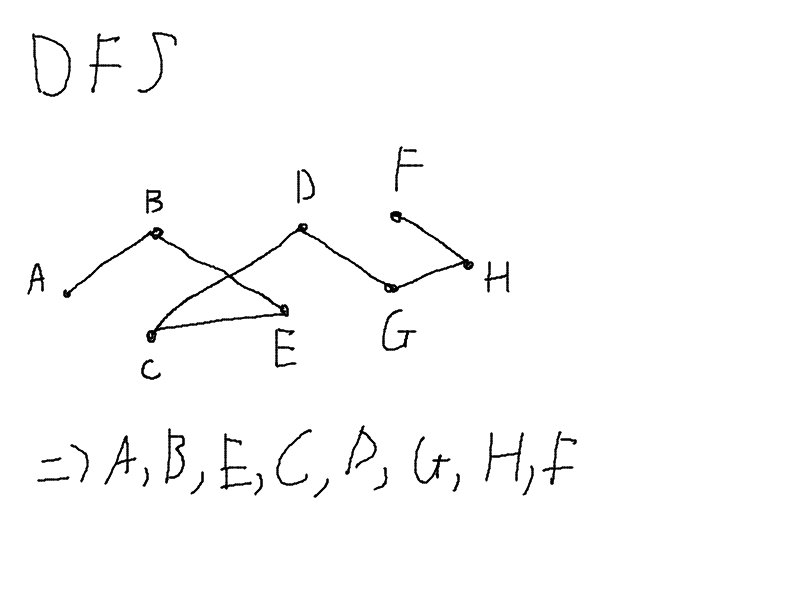 DFS
F
D
B
A
H
G
E
C
=> A, B, E, C, D, G, H, F